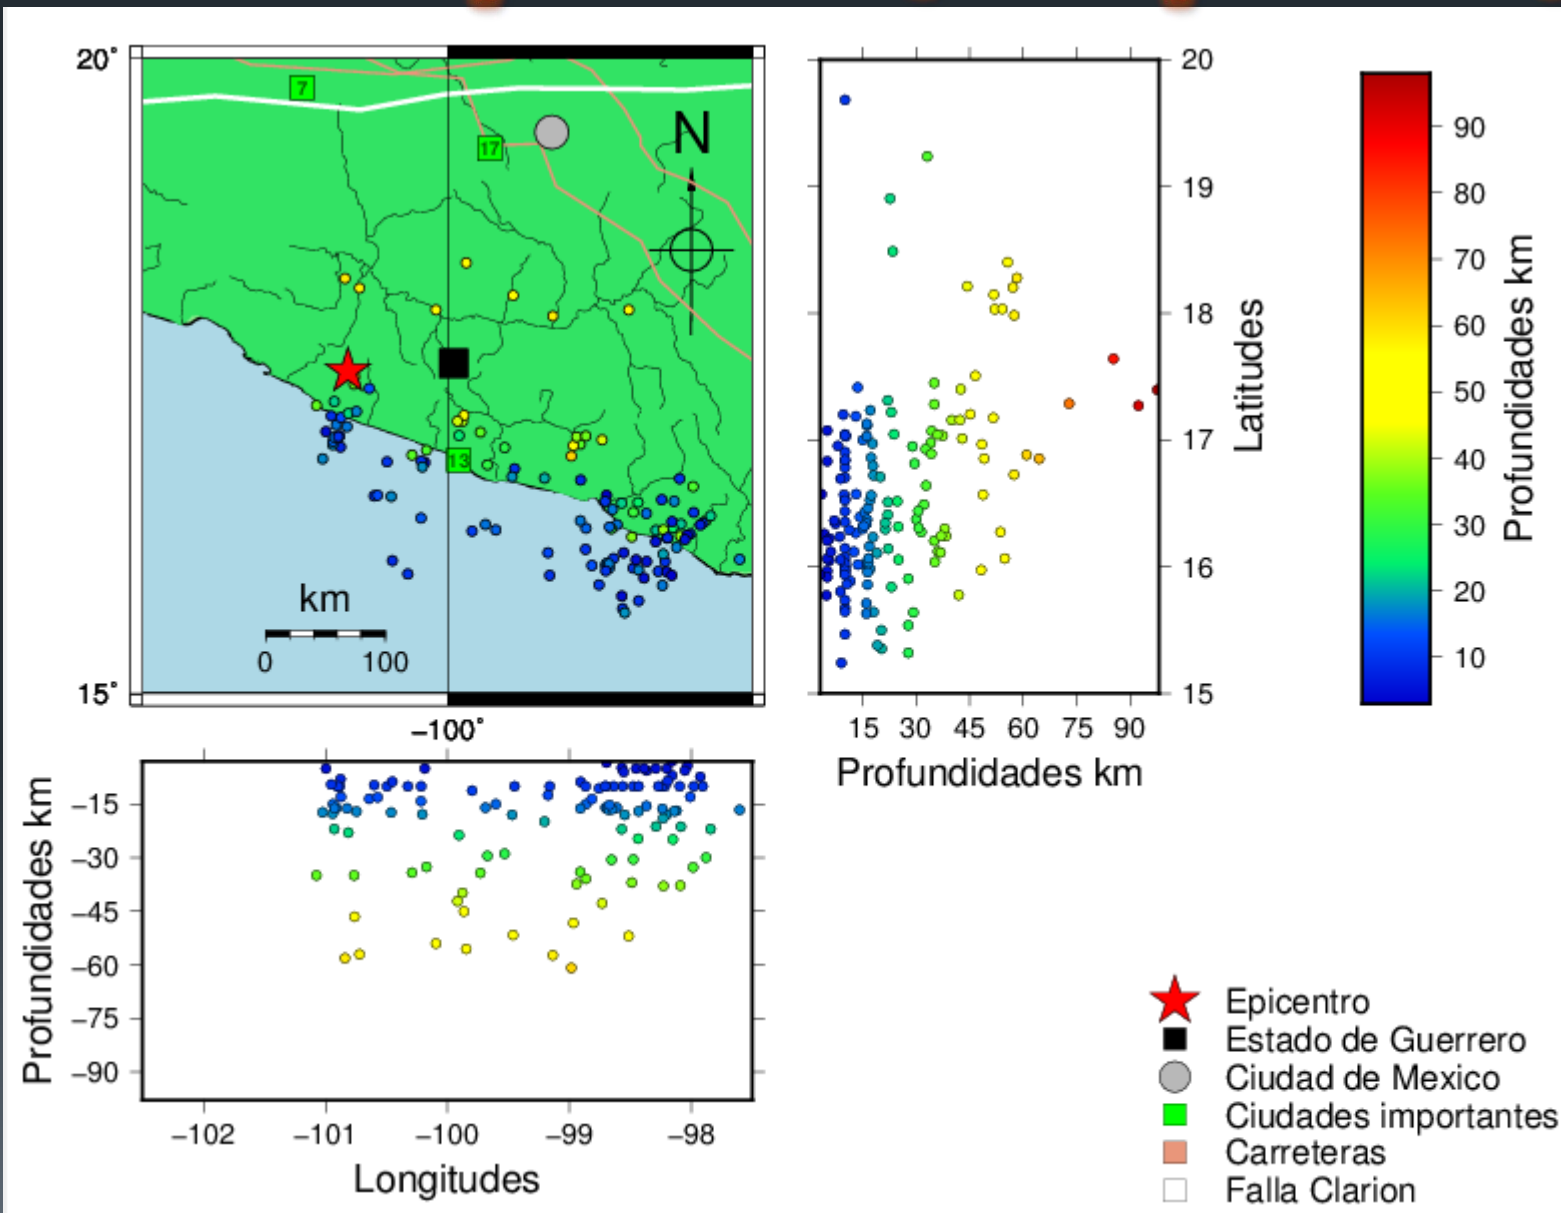 20°
7
17
N
13
km
0 100
15°
−100°
20
19
18
17
16
15
Latitudes
15 30 45 60 75 90
Profundidades km
90
80
70
60
50
40
30
20
10
Profundidades km
−15
−30
−45
−60
−75
−90
Profundidades km
−102 −101 −100 −99 −98
Longitudes
Epicentro
Estado de Guerrero
Ciudad de Mexico
Ciudades importantes
Carreteras
Falla Clarion